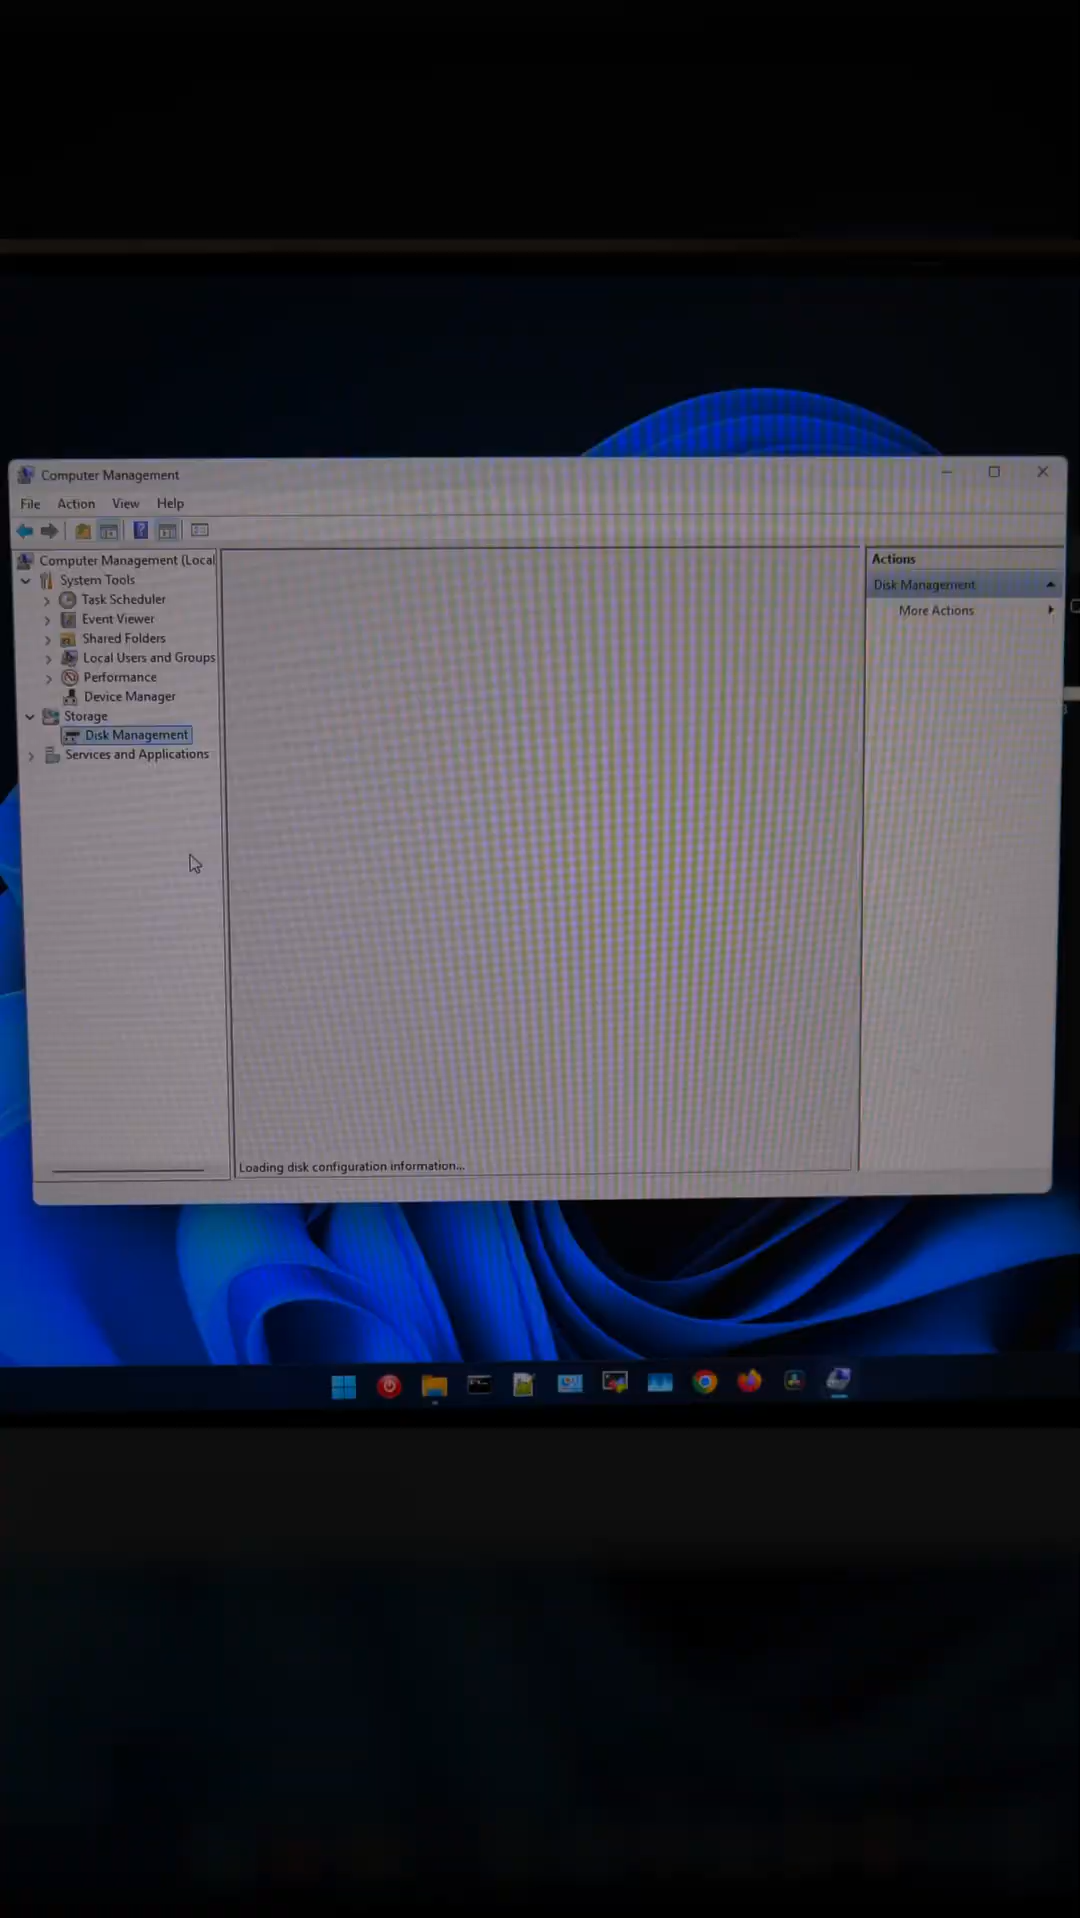 Computer Management
File Action View Help
Computer Management (Local
System Tools
Task Scheduler
Event Viewer
Shared Folders
Local Users and Groups
Performance
Device Manager
Storage
Disk Management
Services and Applications
Loading disk configuration information...
Actions
Disk Management
More Actions